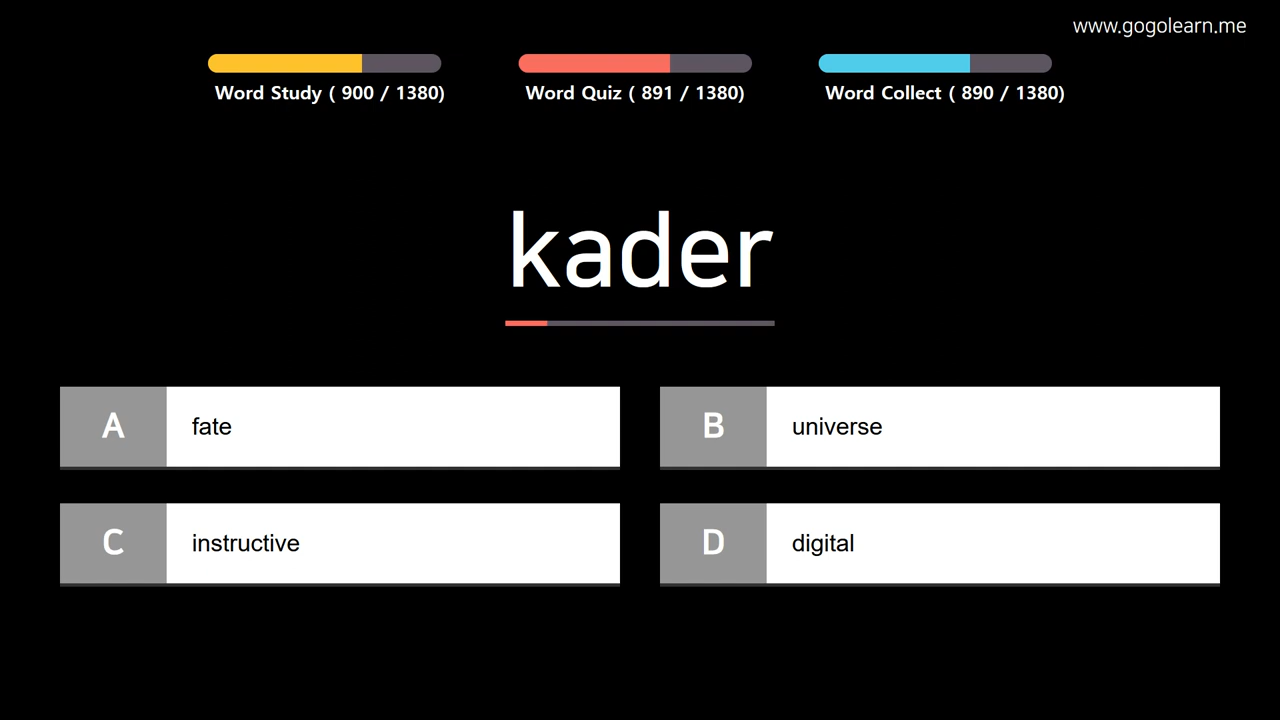 www.gogolearn.me
Word Study ( 900 / 1380)
Word Quiz ( 891 / 1380)
Word Collect ( 890 / 1380)
kader
A fate
B universe
C instructive
D digital